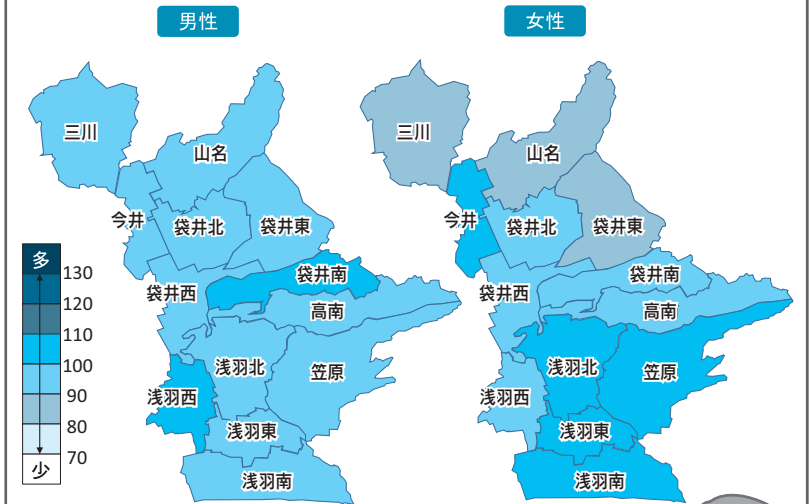 男性
女性
三川
山名
今井
袋井北
袋井東
袋井西
袋井南
高南
浅羽北
笠原
浅羽西
浅羽東
浅羽南
三川
山名
今井
袋井北
袋井東
袋井西
袋井南
高南
浅羽北
笠原
浅羽西
浅羽東
浅羽南
多
130
120
110
100
90
80
70
少